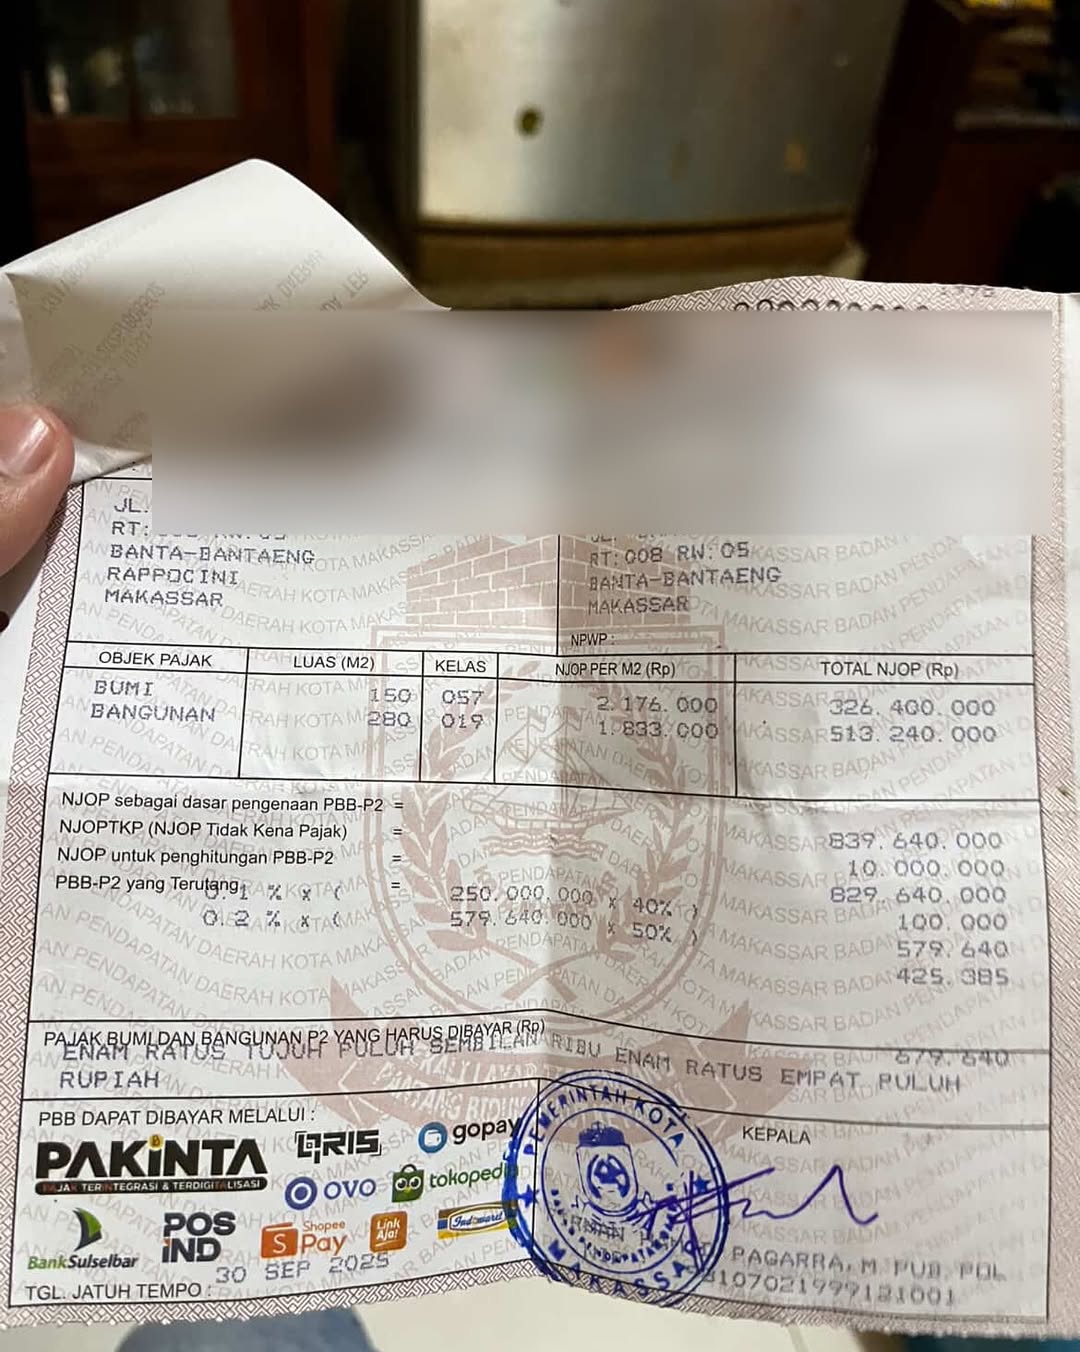 JL.
RT:
BANTA-BANTAENG
RAPPOCINI
MAKASSAR
RT: 008 RW: 05
BANTA-BANTAENG
MAKASSAR
NPWP :
OBJEK PAJAK LUAS (M2) KELAS NJOP PER M2 (Rp) TOTAL NJOP (Rp)
BUMI 150 057 2.176.000 326.400.000
BANGUNAN 280 019 1.833.000 513.240.000
NJOP sebagai dasar pengenaan PBB-P2 = 839.640.000
NJOPTKP (NJOP Tidak Kena Pajak) = 10.000.000
NJOP untuk penghitungan PBB-P2 = 829.640.000
PBB-P2 yang Terutang =
0.1 % x ( 250.000.000 x 40% ) 100.000
0.2 % x ( 579.640.000 x 50% ) 579.640
425.385
PAJAK BUMI DAN BANGUNAN P2 YANG HARUS DIBAYAR (Rp) 679.640
ENAM RATUS TUJUH PULUH SEMBILAN RIBU ENAM RATUS EMPAT PULUH
RUPIAH
PBB DAPAT DIBAYAR MELALUI :
PAKINTA
PAJAK TERINTEGRASI & TERDIGITALISASI
QRIS
gopay
OVO
tokopedi
BankSulselbar
POS IND
Shopee Pay
Link Aja!
Indomaret
30 SEP 2025
TGL. JATUH TEMPO :
KEPALA
PEMERINTAH KOTA
MAKASSAR
PAGARRA, M PUB POL